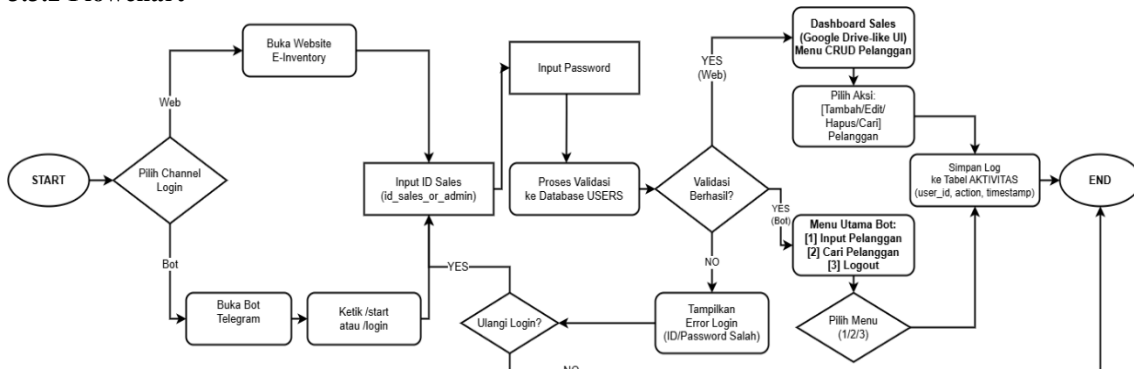 3.3.2 Flowchart
Buka Website
E-Inventory
Input Password
YES
(Web)
Dashboard Sales
(Google Drive-like UI)
Menu CRUD Pelanggan
Web
Pilih Aksi:
[Tambah/Edit/
Hapus/Cari]
Pelanggan
START
Pilih Channel
Login
Input ID Sales
(id_sales_or_admin)
Proses Validasi
ke Database USERS
Validasi
Berhasil?
Simpan Log
ke Tabel AKTIVITAS
(user_id, action, timestamp)
END
YES
(Bot)
Menu Utama Bot:
[1] Input Pelanggan
[2] Cari Pelanggan
[3] Logout
Bot
YES
NO
Buka Bot
Telegram
Ketik /start
atau /login
Ulangi Login?
Tampilkan
Error Login
(ID/Password Salah)
Pilih Menu
(1/2/3)
NO